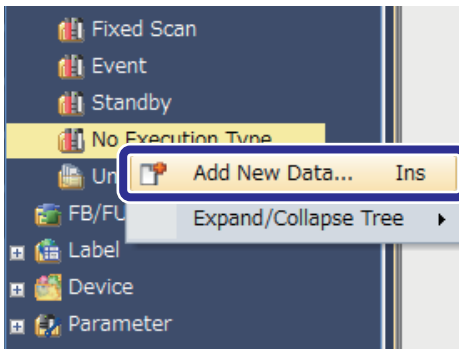 Fixed Scan
Event
Standby
No Execution Type
Un
Add New Data... Ins
FB/FU
Expand/Collapse Tree
Label
Device
Parameter